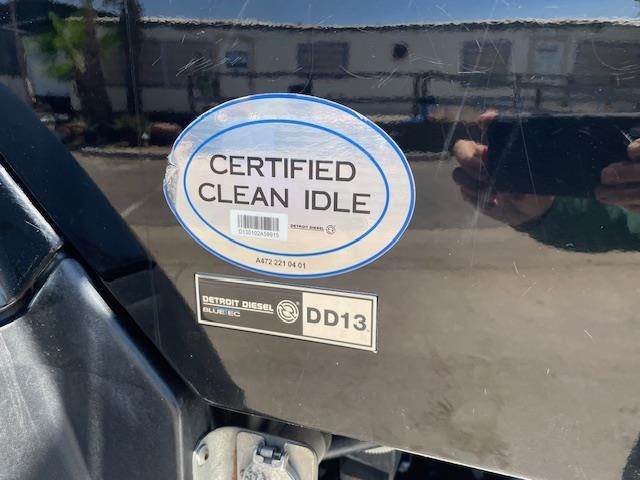 CERTIFIED
CLEAN IDLE
DETROIT DIESEL
A472 221 04 01
DETROIT DIESEL
BLUETEC
DD13